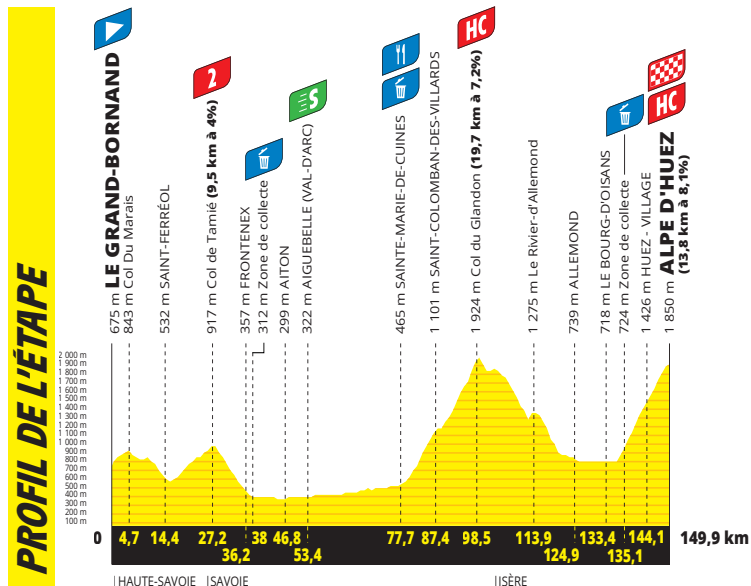 PROFIL DE L'ÉTAPE
675 m LE GRAND-BORNAND
843 m Col Du Marais
532 m SAINT-FERRÉOL
2
917 m Col de Tamié (9,5 km à 4%)
357 m FRONTENEX
312 m Zone de collecte
299 m AITON
S
322 m AIGUEBELLE (VAL-D'ARC)
465 m SAINTE-MARIE-DE-CUINES
1 101 m SAINT-COLOMBAN-DES-VILLARDS
HC
1 924 m Col du Glandon (19,7 km à 7,2%)
1 275 m Le Rivier-d'Allemond
739 m ALLEMOND
718 m LE BOURG-D'OISANS
724 m Zone de collecte
1 426 m HUEZ - VILLAGE
HC
1 850 m ALPE D'HUEZ
(13,8 km à 8,1%)
2 000 m
1 900 m
1 800 m
1 700 m
1 600 m
1 500 m
1 400 m
1 300 m
1 200 m
1 100 m
1 000 m
900 m
800 m
700 m
600 m
500 m
400 m
300 m
200 m
100 m
0 4,7 14,4 27,2 38 46,8 77,7 87,4 98,5 113,9 133,4 144,1 149,9 km
36,2 53,4 124,9 135,1
HAUTE-SAVOIE SAVOIE ISÈRE